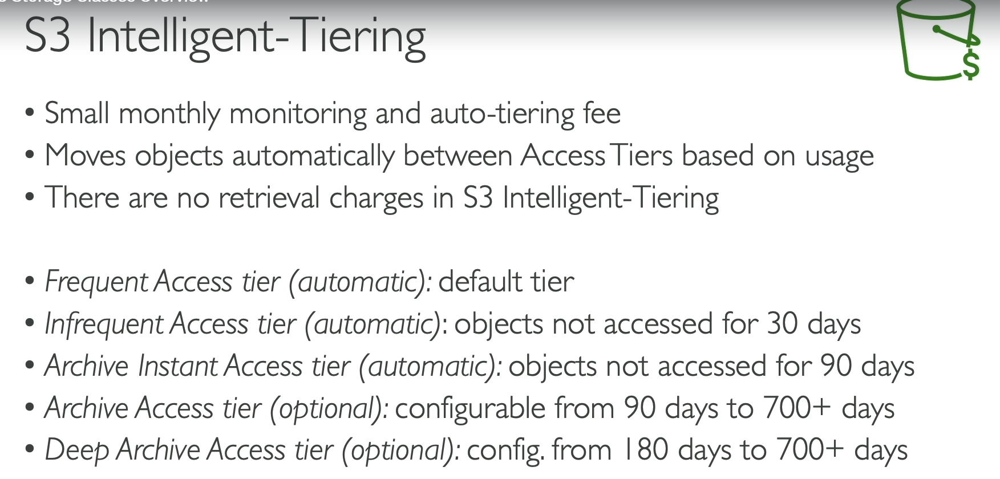 Storage Classes Overview
S3 Intelligent-Tiering
$
• Small monthly monitoring and auto-tiering fee
• Moves objects automatically between Access Tiers based on usage
• There are no retrieval charges in S3 Intelligent-Tiering
• Frequent Access tier (automatic): default tier
• Infrequent Access tier (automatic): objects not accessed for 30 days
• Archive Instant Access tier (automatic): objects not accessed for 90 days
• Archive Access tier (optional): configurable from 90 days to 700+ days
• Deep Archive Access tier (optional): config. from 180 days to 700+ days